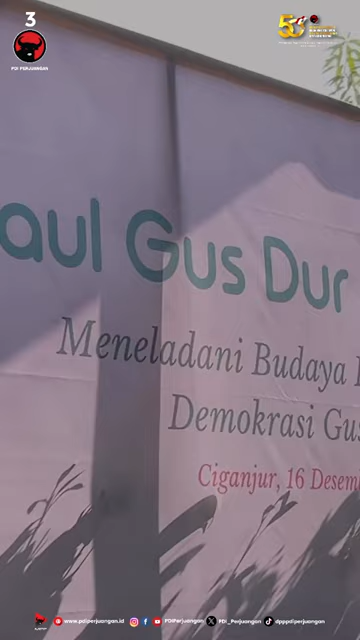 3
PDI PERJUANGAN
aul Gus Dur
Meneladani Budaya
Demokrasi Gus
Ciganjur, 16 Desem
www.pdiperjuangan.id
PDIPerjuangan
PDI_Perjuangan
dpppdiperjuangan